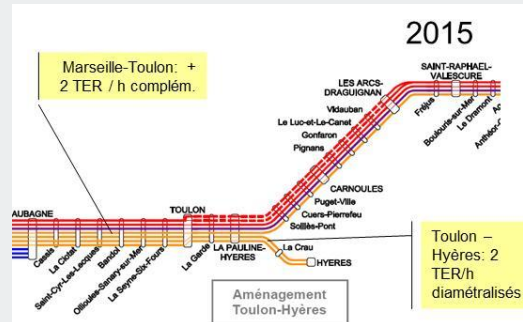 2015
Marseille-Toulon: +
2 TER / h complém.
SAINT-RAPHAEL-
VALESCURE
LES ARCS-
DRAGUIGNAN
Vidauban
Le Luc-et-Le-Canet
Gonfaron
Pignans
Fréjus
Boulouris-sur-Mer
Le Dramont
CARNOULES
Puget-Ville
Cuers-Pierrefeu
Solliès-Pont
AUBAGNE
TOULON
Cassis
La Ciotat
Saint-Cyr-Les-Lecques
Bandol
Ollioules-Sanary-sur-Mer
La Seyne-Six-Fours
La Garde
LA PAULINE-
HYERES
La Crau
HYERES
Toulon –
Hyères: 2
TER/h
diamétralisés
Aménagement
Toulon-Hyères